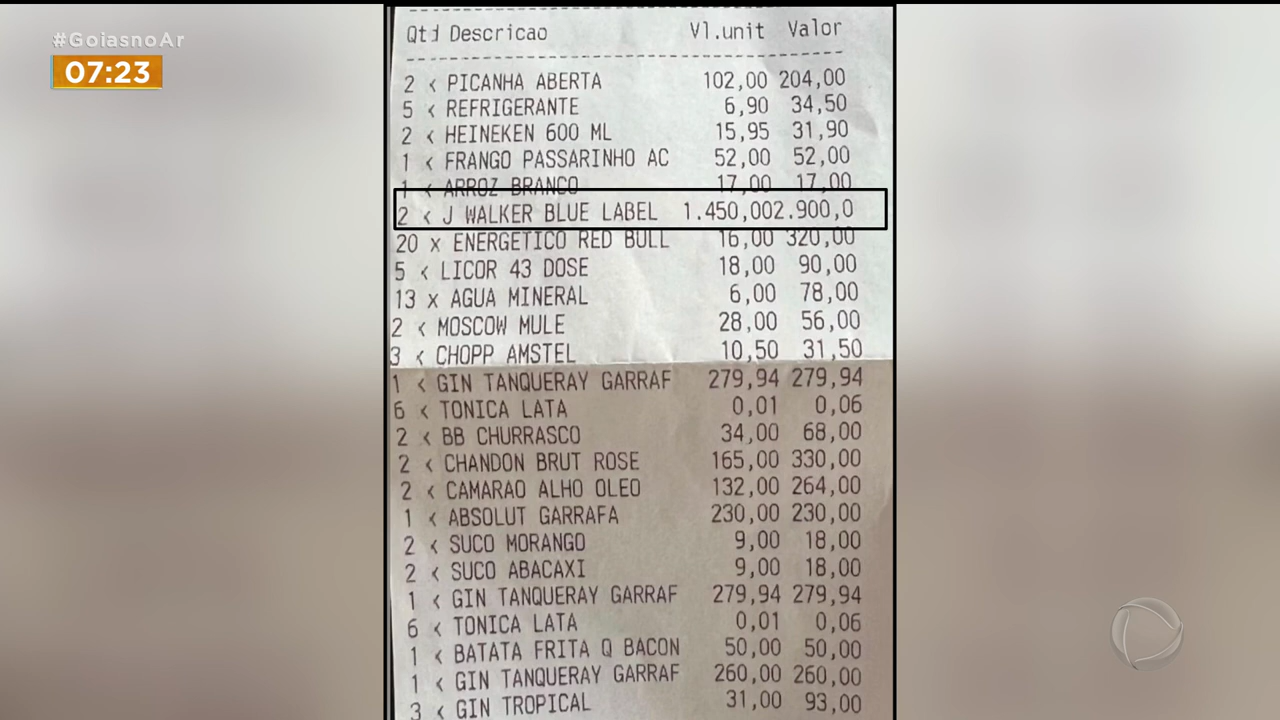 #GoiasnoAr
07:23
Qtd Descricao Vl.unit Valor
2 < PICANHA ABERTA 102,00 204,00
5 < REFRIGERANTE 6,90 34,50
2 < HEINEKEN 600 ML 15,95 31,90
1 < FRANGO PASSARINHO AC 52,00 52,00
1 < ARROZ BRANCO 17,00 17,00
2 < J WALKER BLUE LABEL 1.450,002.900,0
20 x ENERGETICO RED BULL 16,00 320,00
5 < LICOR 43 DOSE 18,00 90,00
13 x AGUA MINERAL 6,00 78,00
2 < MOSCOW MULE 28,00 56,00
3 < CHOPP AMSTEL 10,50 31,50
1 < GIN TANQUERAY GARRAF 279,94 279,94
6 < TONICA LATA 0,01 0,06
2 < BB CHURRASCO 34,00 68,00
2 < CHANDON BRUT ROSE 165,00 330,00
2 < CAMARAO ALHO OLEO 132,00 264,00
1 < ABSOLUT GARRAFA 230,00 230,00
2 < SUCO MORANGO 9,00 18,00
2 < SUCO ABACAXI 9,00 18,00
1 < GIN TANQUERAY GARRAF 279,94 279,94
6 < TONICA LATA 0,01 0,06
1 < BATATA FRITA Q BACON 50,00 50,00
1 < GIN TANQUERAY GARRAF 260,00 260,00
3 < GIN TROPICAL 31,00 93,00